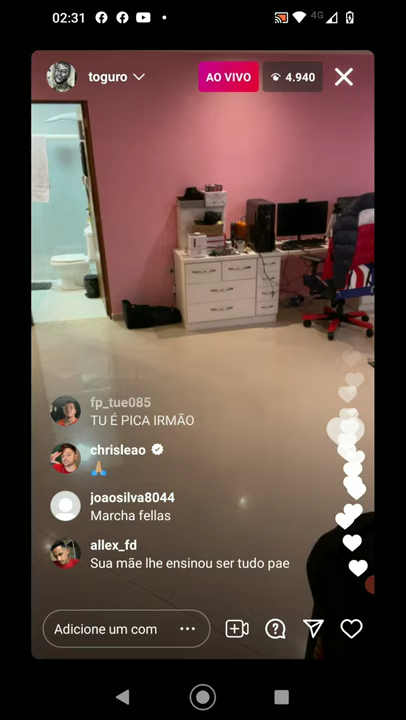 02:31
4G
toguro
AO VIVO
4.940
fp_tue085
TU É PICA IRMÃO
chrisleao
joaosilva8044
Marcha fellas
allex_fd
Sua mãe lhe ensinou ser tudo pae
Adicione um com